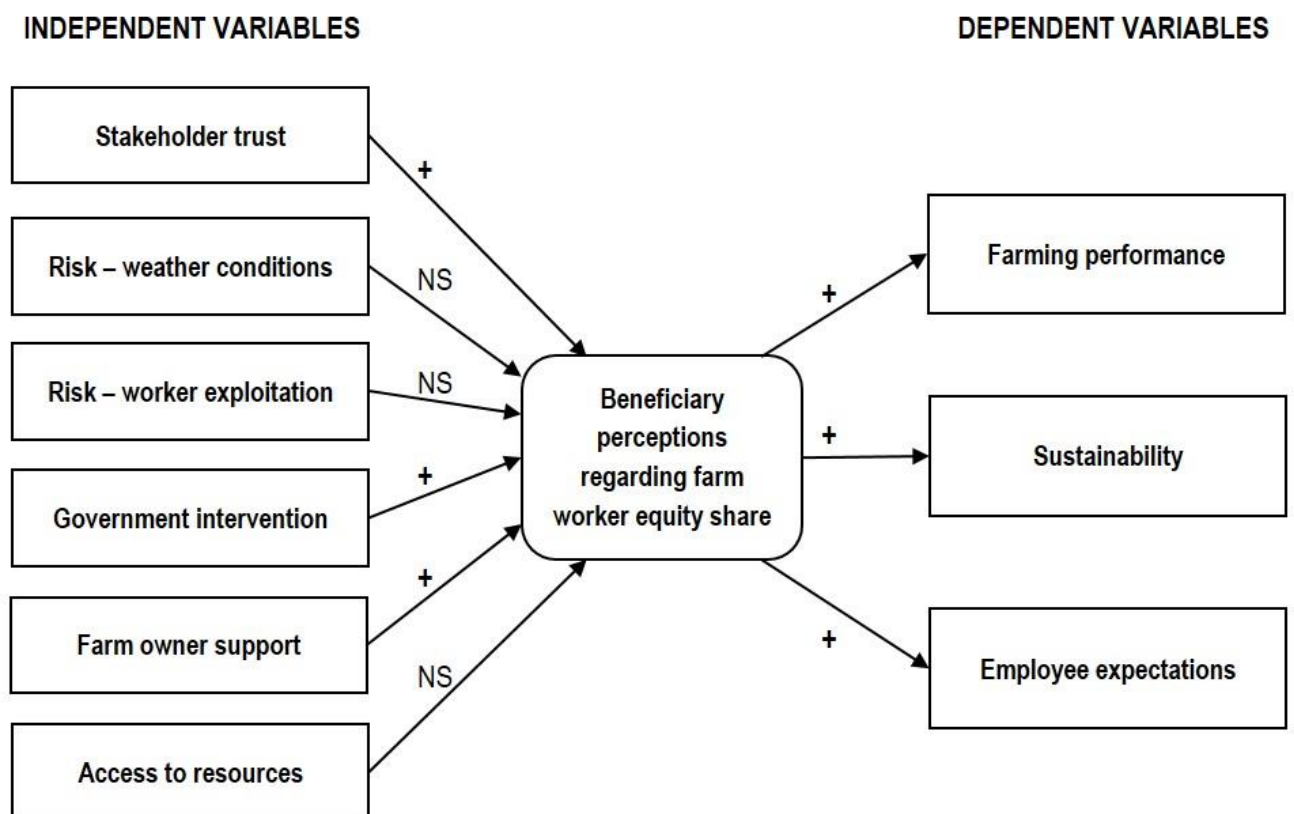 INDEPENDENT VARIABLES
DEPENDENT VARIABLES
Stakeholder trust
+
Risk – weather conditions
NS
Risk – worker exploitation
NS
Government intervention
+
Farm owner support
+
Access to resources
NS
Beneficiary
perceptions
regarding farm
worker equity share
+
Farming performance
+
Sustainability
+
Employee expectations